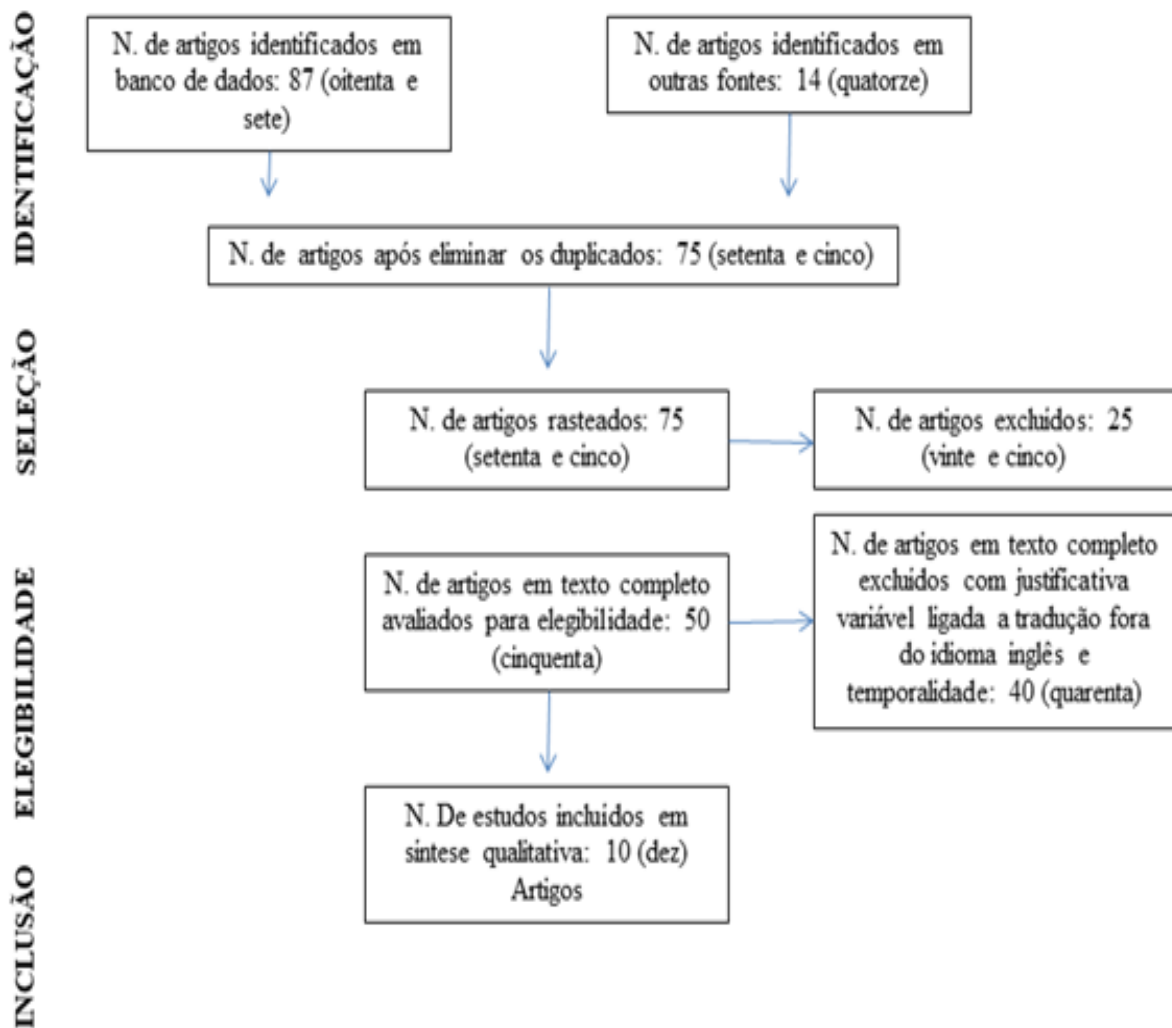 IDENTIFICAÇÃO
N. de artigos identificados em
banco de dados: 87 (oitenta e
sete)
N. de artigos identificados em
outras fontes: 14 (quatorze)
N. de artigos após eliminar os duplicados: 75 (setenta e cinco)
SELEÇÃO
N. de artigos rasteados: 75
(setenta e cinco)
N. de artigos excluidos: 25
(vinte e cinco)
ELEGIBILIDADE
N. de artigos em texto completo
avaliados para elegibilidade: 50
(cinquenta)
N. de artigos em texto completo
excluidos com justificativa
variável ligada a tradução fora
do idioma inglês e
temporalidade: 40 (quarenta)
INCLUSÃO
N. De estudos incluidos em
sintese qualitativa: 10 (dez)
Artigos